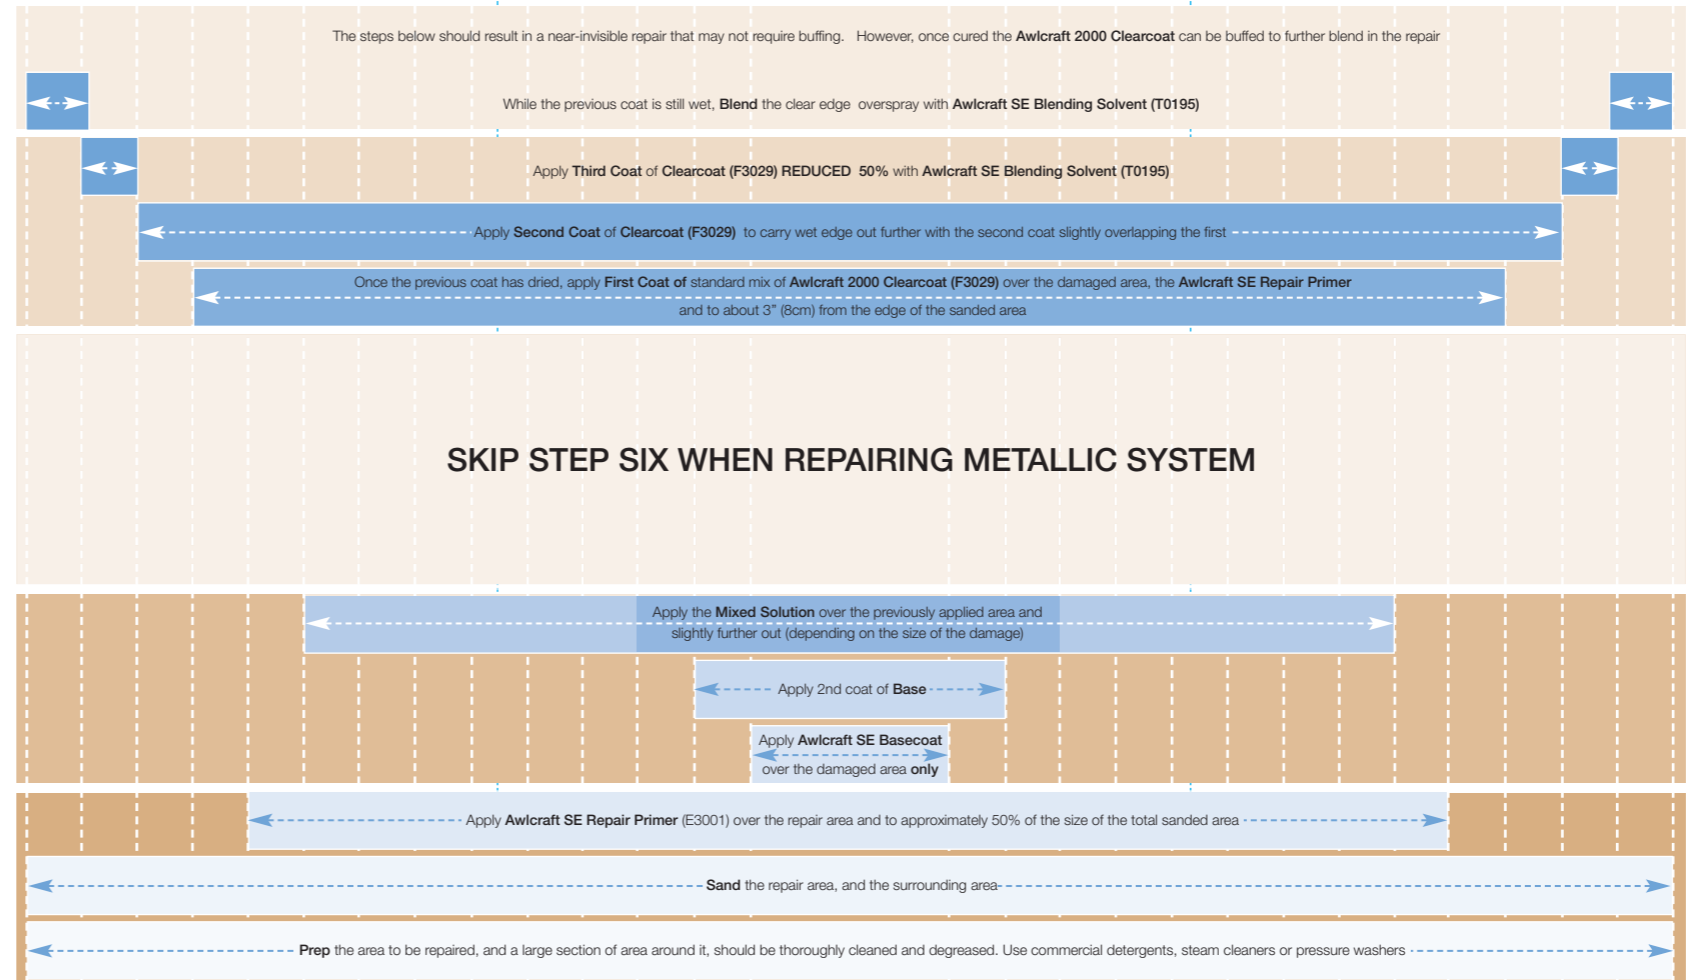 The steps below should result in a near-invisible repair that may not require buffing. However, once cured the Awlcraft 2000 Clearcoat can be buffed to further blend in the repair
While the previous coat is still wet, Blend the clear edge overspray with Awlcraft SE Blending Solvent (T0195)
Apply Third Coat of Clearcoat (F3029) REDUCED 50% with Awlcraft SE Blending Solvent (T0195)
Apply Second Coat of Clearcoat (F3029) to carry wet edge out further with the second coat slightly overlapping the first
Once the previous coat has dried, apply First Coat of standard mix of Awlcraft 2000 Clearcoat (F3029) over the damaged area, the Awlcraft SE Repair Primer
and to about 3” (8cm) from the edge of the sanded area
SKIP STEP SIX WHEN REPAIRING METALLIC SYSTEM
Apply the Mixed Solution over the previously applied area and
slightly further out (depending on the size of the damage)
Apply 2nd coat of Base
Apply Awlcraft SE Basecoat
over the damaged area only
Apply Awlcraft SE Repair Primer (E3001) over the repair area and to approximately 50% of the size of the total sanded area
Sand the repair area, and the surrounding area
Prep the area to be repaired, and a large section of area around it, should be thoroughly cleaned and degreased. Use commercial detergents, steam cleaners or pressure washers